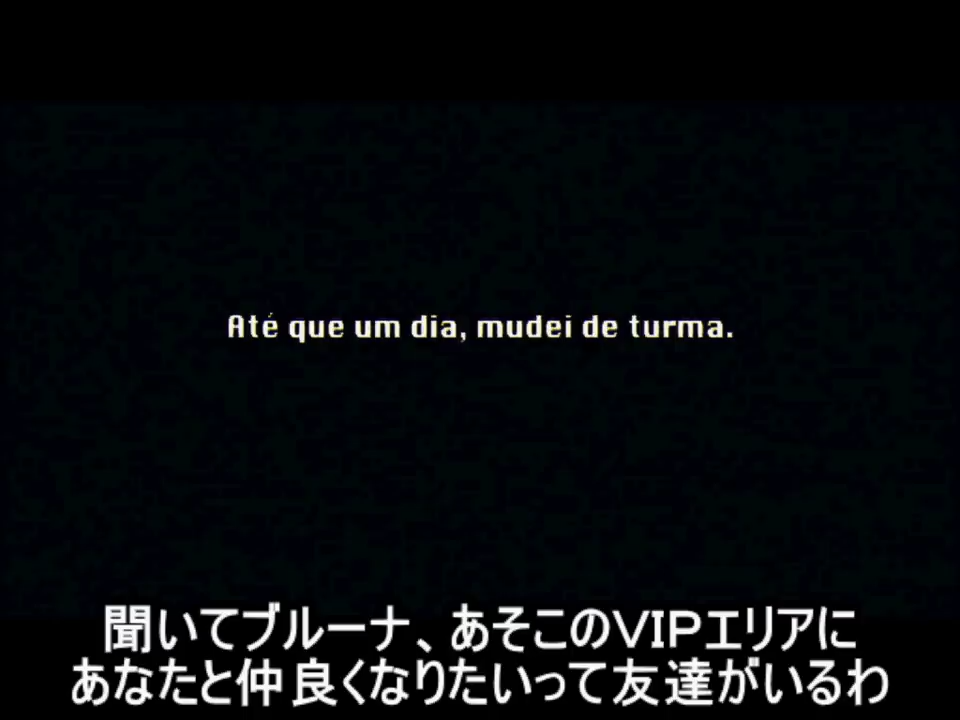 Até que um dia, mudei de turma.
聞いてブルーナ、あそこのVIPエリアに
あなたと仲良くなりたいって友達がいるわ